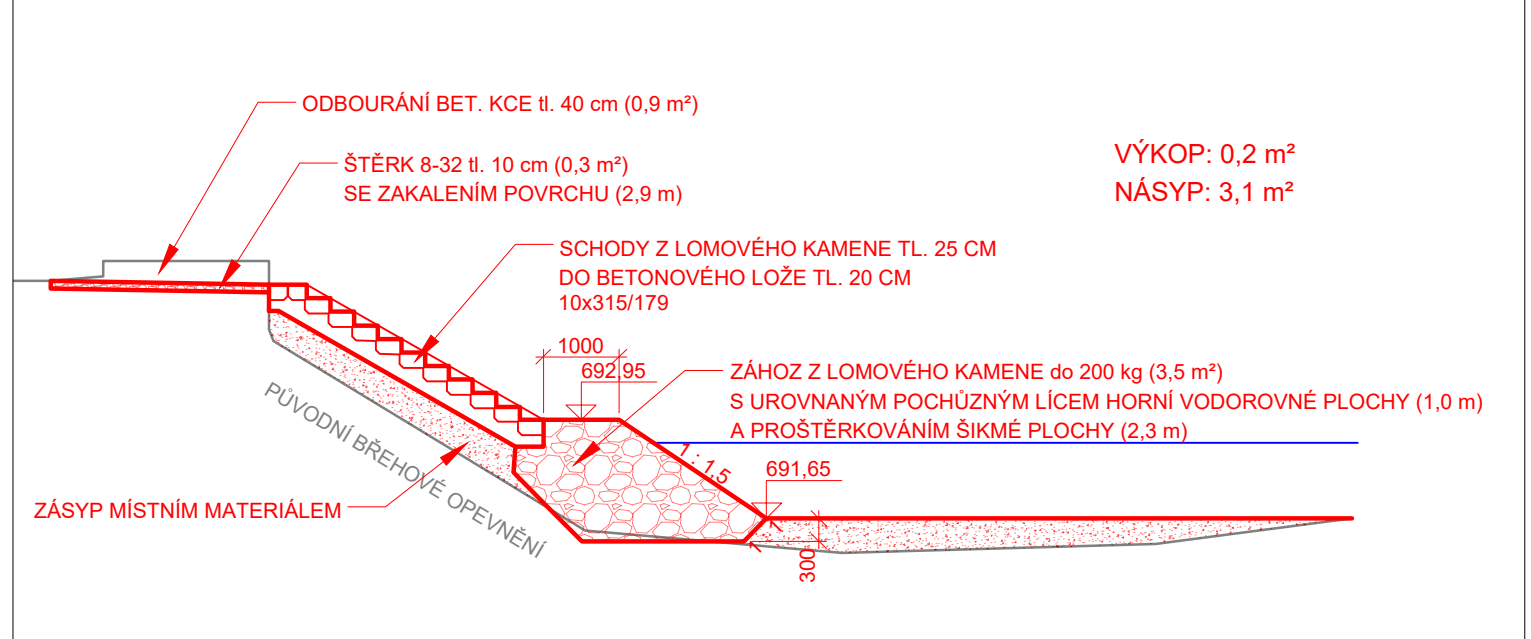 ODBOURÁNÍ BET. KCE tl. 40 cm (0,9 m²)
ŠTĚRK 8-32 tl. 10 cm (0,3 m²)
SE ZAKALENÍM POVRCHU (2,9 m)
VÝKOP: 0,2 m²
NÁSYP: 3,1 m²
SCHODY Z LOMOVÉHO KAMENE TL. 25 CM
DO BETONOVÉHO LOŽE TL. 20 CM
10x315/179
1000
692,95
ZÁHOZ Z LOMOVÉHO KAMENE do 200 kg (3,5 m²)
S UROVNANÝM POCHŮZNÝM LÍCEM HORNÍ VODOROVNÉ PLOCHY (1,0 m)
A PROŠTĚRKOVÁNÍM ŠIKMÉ PLOCHY (2,3 m)
1 : 1,5
691,65
PŮVODNÍ BŘEHOVÉ OPEVNĚNÍ
ZÁSYP MÍSTNÍM MATERIÁLEM
300